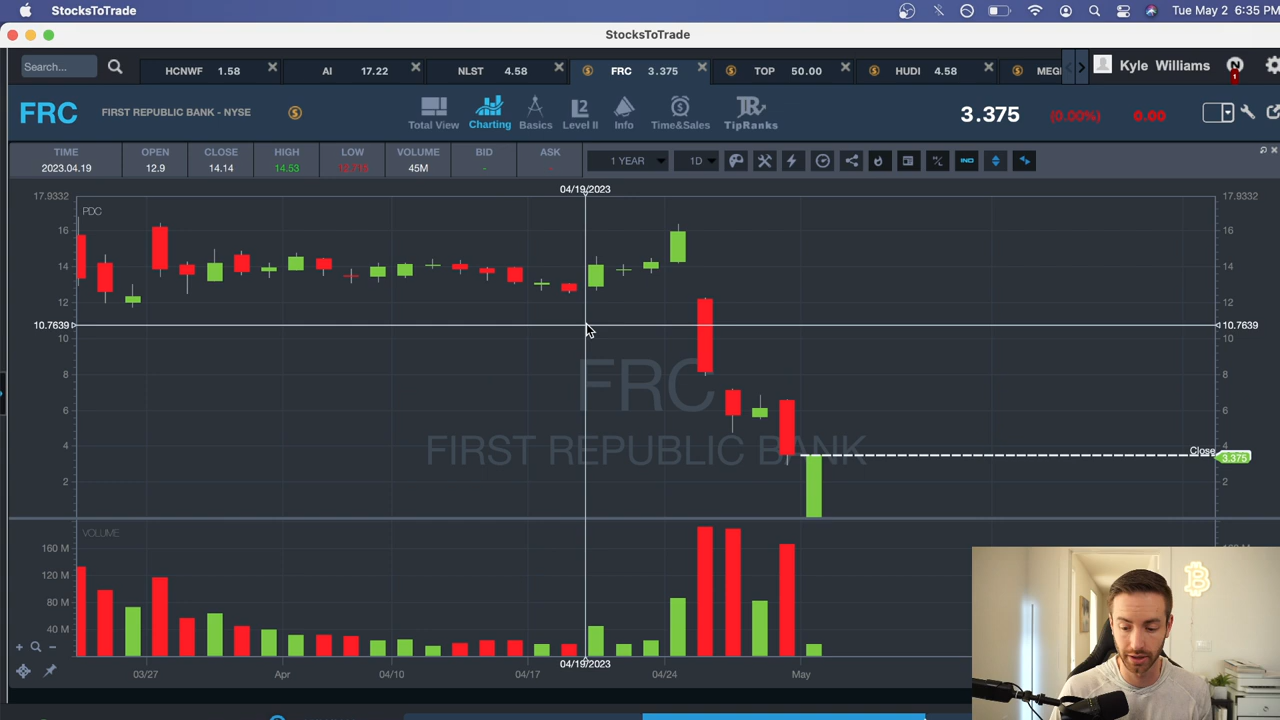 StocksToTrade
Tue May 2 6:35 PM
StocksToTrade
Search...
HCNWF 1.58
AI 17.22
NLST 4.58
FRC 3.375
TOP 50.00
HUDI 4.58
Kyle Williams
1
FRC
FIRST REPUBLIC BANK - NYSE
Total View
Charting
Basics
L2
Level II
Info
Time&Sales
TR
TipRanks
3.375
(0.00%)
0.00
TIME OPEN CLOSE HIGH LOW VOLUME BID ASK
2023.04.19 12.9 14.14 14.53 12.715 45M - -
1 YEAR
1D
IND
04/19/2023
17.9332
17.9332
PDC
16
16
14
14
12
12
10.7639
10.7639
10
10
8
8
6
6
4
4
2
2
FRC
FIRST REPUBLIC BANK
Close
3.375
VOLUME
160 M
120 M
80 M
40 M
04/19/2023
03/27
Apr
04/10
04/17
04/24
May